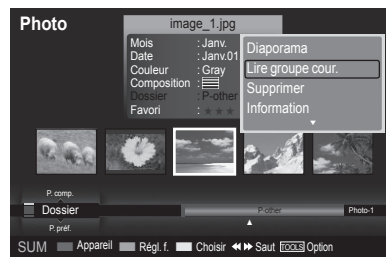 Photo
image_1.jpg
Mois : Janv.
Date : Janv.01
Couleur : Gray
Composition :
Dossier : P-other
Favori : ★ ★ ★
Diaporama
Lire groupe cour.
Supprimer
Information
P. comp.
Dossier
P-other
Photo-1
P. préf.
SUM Appareil Régl. f. Choisir Saut TOOLS Option